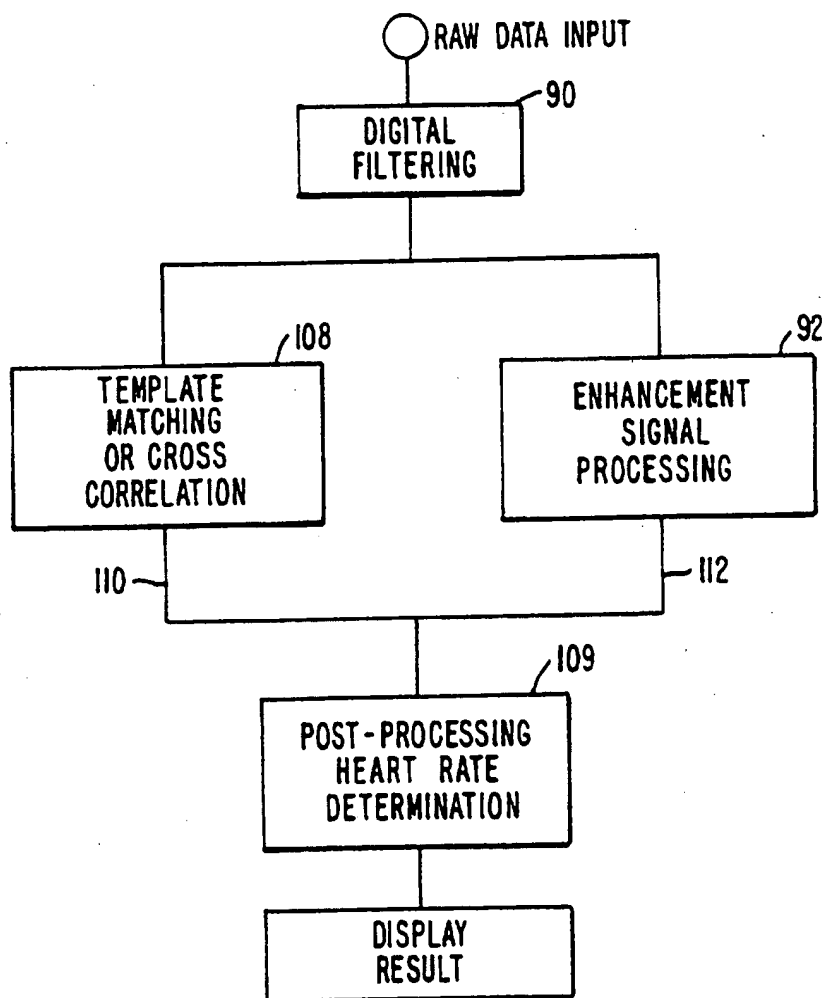 RAW DATA INPUT
90
DIGITAL
FILTERING
108
TEMPLATE
MATCHING
OR CROSS
CORRELATION
92
ENHANCEMENT
SIGNAL
PROCESSING
110
112
109
POST-PROCESSING
HEART RATE
DETERMINATION
DISPLAY
RESULT